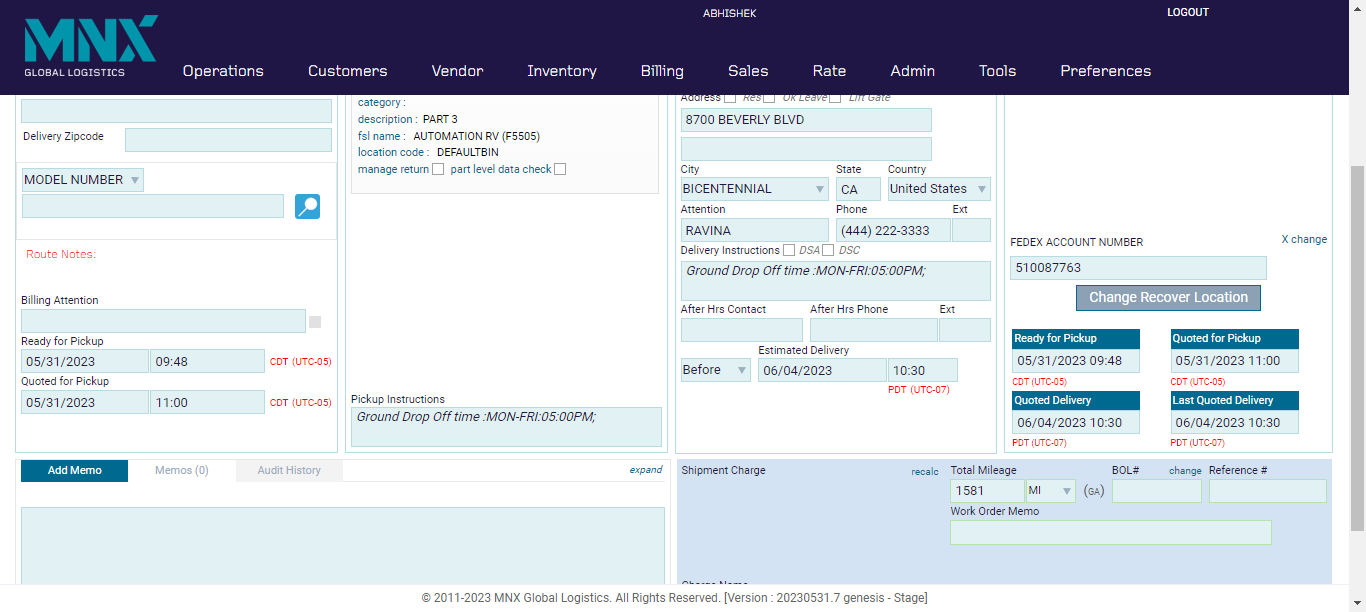 ABHISHEK
LOGOUT
MNX
GLOBAL LOGISTICS
Operations Customers Vendor Inventory Billing Sales Rate Admin Tools Preferences
Delivery Zipcode
MODEL NUMBER
Route Notes:
Billing Attention
Ready for Pickup
05/31/2023 09:48 CDT (UTC-05)
Quoted for Pickup
05/31/2023 11:00 CDT (UTC-05)
category :
description : PART 3
fsl name : AUTOMATION RV (F5505)
location code : DEFAULTBIN
manage return part level data check
Pickup Instructions
Ground Drop Off time :MON-FRI:05:00PM;
Address Res Ok Leave Lift Gate
8700 BEVERLY BLVD
City State Country
BICENTENNIAL CA United States
Attention Phone Ext
RAVINA (444) 222-3333
Delivery Instructions DSA DSC
Ground Drop Off time :MON-FRI:05:00PM;
After Hrs Contact After Hrs Phone Ext
Estimated Delivery
Before 06/04/2023 10:30
PDT (UTC-07)
X change
FEDEX ACCOUNT NUMBER
510087763
Change Recover Location
Ready for Pickup Quoted for Pickup
05/31/2023 09:48 05/31/2023 11:00
CDT (UTC-05) CDT (UTC-05)
Quoted Delivery Last Quoted Delivery
06/04/2023 10:30 06/04/2023 10:30
PDT (UTC-07) PDT (UTC-07)
Add Memo Memos (0) Audit History expand
Shipment Charge recalc Total Mileage BOL# change Reference #
1581 MI (GA)
Work Order Memo
Charge Name
© 2011-2023 MNX Global Logistics. All Rights Reserved. [Version : 20230531.7 genesis - Stage]